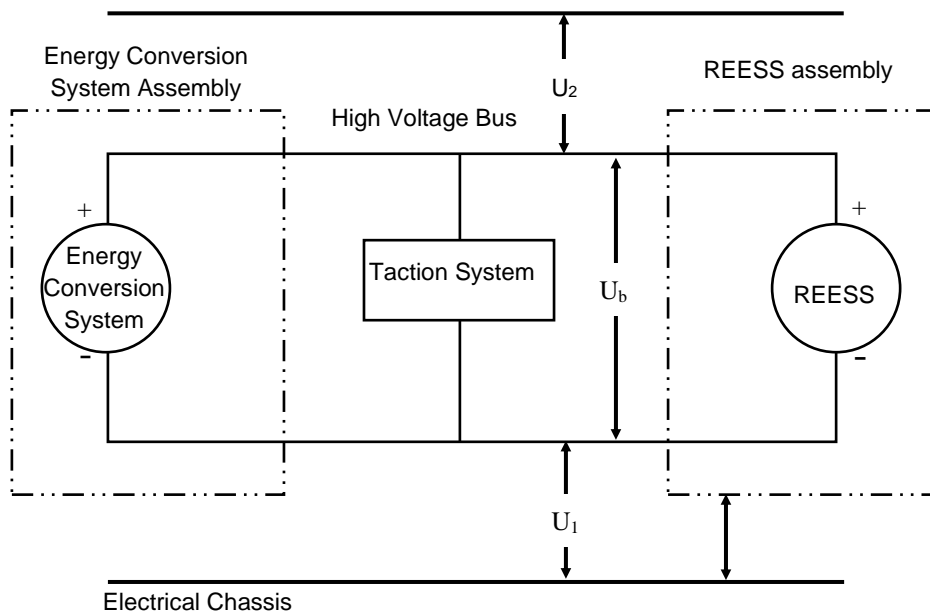 Energy Conversion
System Assembly
U2
REESS assembly
High Voltage Bus
+
+
Energy
Conversion
System
Taction System
Ub
REESS
-
-
U1
Electrical Chassis